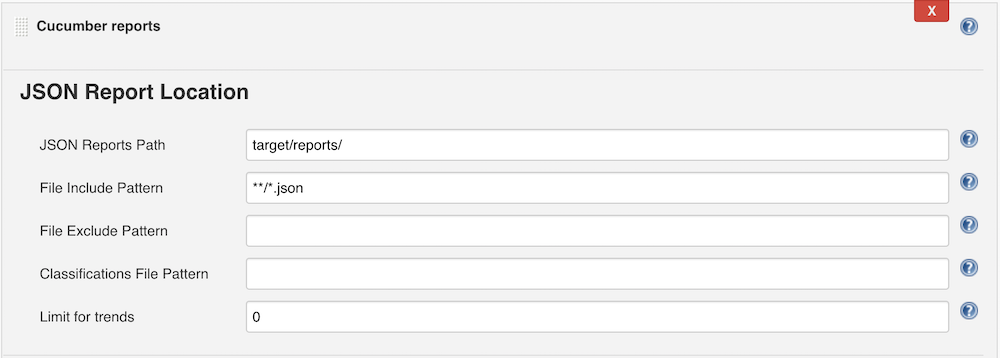 X
Cucumber reports
?
JSON Report Location
JSON Reports Path target/reports/ ?
File Include Pattern **/*.json ?
File Exclude Pattern ?
Classifications File Pattern ?
Limit for trends 0 ?